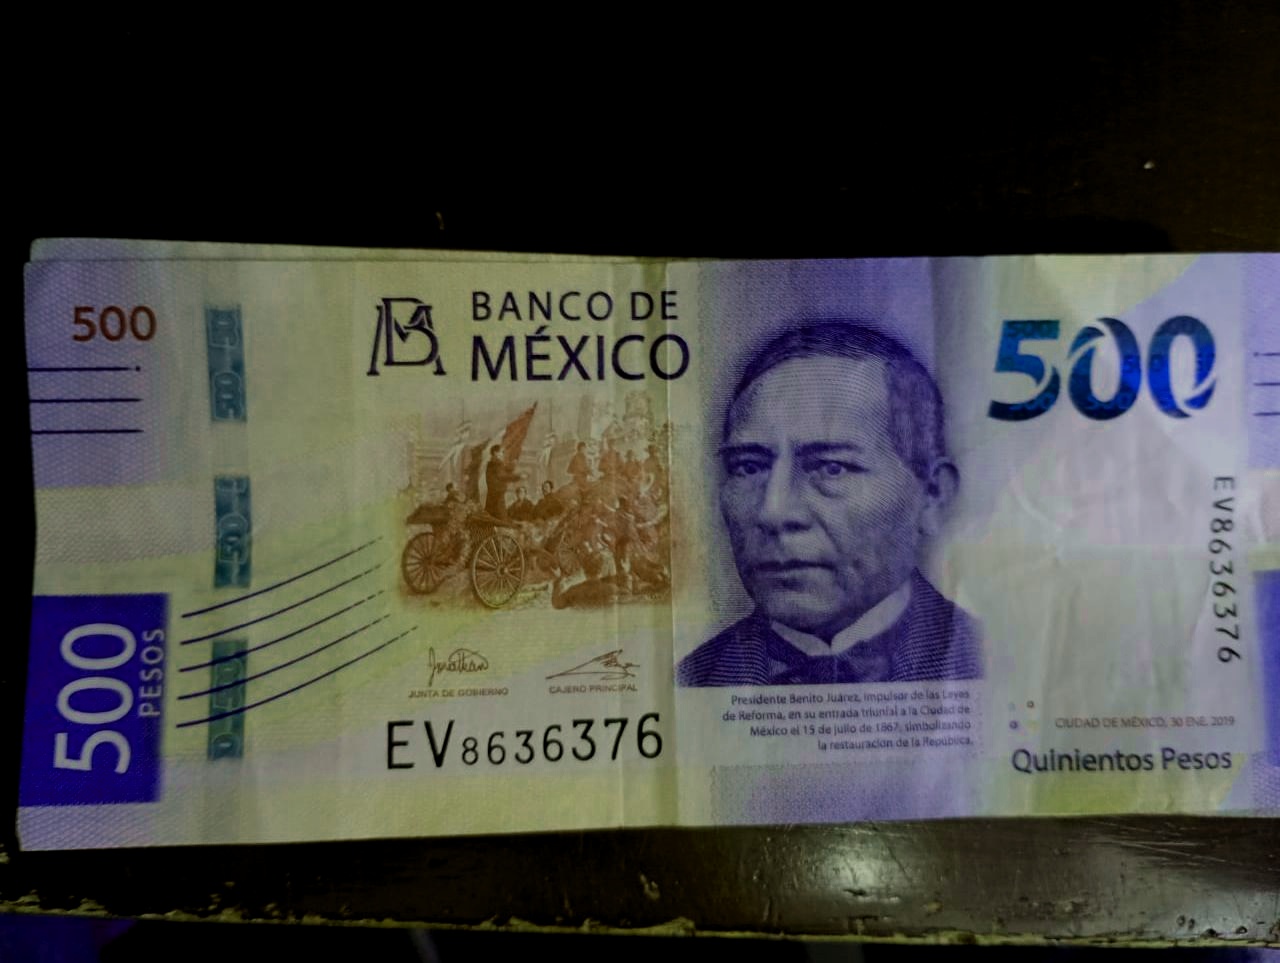 500
BANCO DE
MÉXICO
500
EV8636376
500
PESOS
JUNTA DE GOBIERNO
CAJERO PRINCIPAL
EV8636376
Presidente Benito Juárez, impulsor de las Leyes
de Reforma, en su entrada triunfal a la Ciudad de
México el 15 de julio de 1867, simbolizando
la restauración de la República.
CIUDAD DE MÉXICO, 30 ENE. 2019
Quinientos Pesos